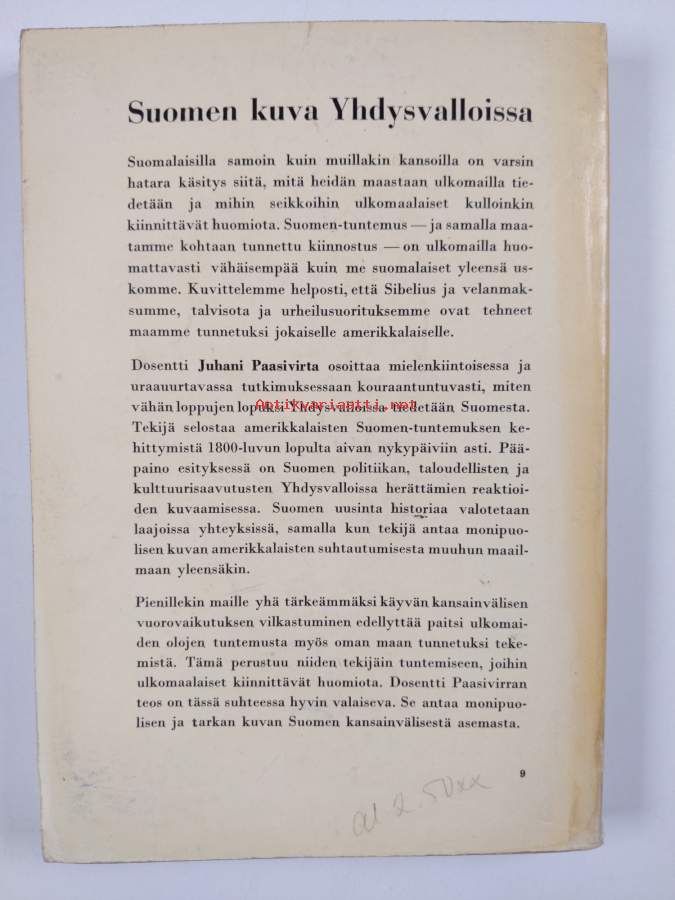 Suomen kuva Yhdysvalloissa
Suomalaisilla samoin kuin muillakin kansoilla on varsin
hatara käsitys siitä, mitä heidän maastaan ulkomailla tie-
detään ja mihin seikkoihin ulkomaalaiset kulloinkin
kiinnittävät huomiota. Suomen-tuntemus — ja samalla maa-
tamme kohtaan tunnettu kiinnostus — on ulkomailla huo-
mattavasti vähäisempää kuin me suomalaiset yleensä us-
komme. Kuvittelemme helposti, että Sibelius ja velanmak-
summe, talvisota ja urheilusuorituksemme ovat tehneet
maamme tunnetuksi jokaiselle amerikkalaiselle.
Dosentti Juhani Paasivirta osoittaa mielenkiintoisessa ja
uraauurtavassa tutkimuksessaan kouraantuntuvasti, miten
vähän loppujen lopuksi Yhdysvalloissa tiedetään Suomesta.
Antikvariantti.net
Tekijä selostaa amerikkalaisten Suomen-tuntemuksen ke-
hittymistä 1800-luvun lopulta aivan nykypäiviin asti. Pää-
paino esityksessä on Suomen politiikan, taloudellisten ja
kulttuurisaavutusten Yhdysvalloissa herättämien reaktioi-
den kuvaamisessa. Suomen uusinta historiaa valotetaan
laajoissa yhteyksissä, samalla kun tekijä antaa monipuo-
lisen kuvan amerikkalaisten suhtautumisesta muuhun maail-
maan yleensäkin.
Pienillekin maille yhä tärkeämmäksi käyvän kansainvälisen
vuorovaikutuksen vilkastuminen edellyttää paitsi ulkomai-
den olojen tuntemusta myös oman maan tunnetuksi teke-
mistä. Tämä perustuu niiden tekijäin tuntemiseen, joihin
ulkomaalaiset kiinnittävät huomiota. Dosentti Paasivirran
teos on tässä suhteessa hyvin valaiseva. Se antaa monipuo-
lisen ja tarkan kuvan Suomen kansainvälisestä asemasta.
9
al 2.50xx